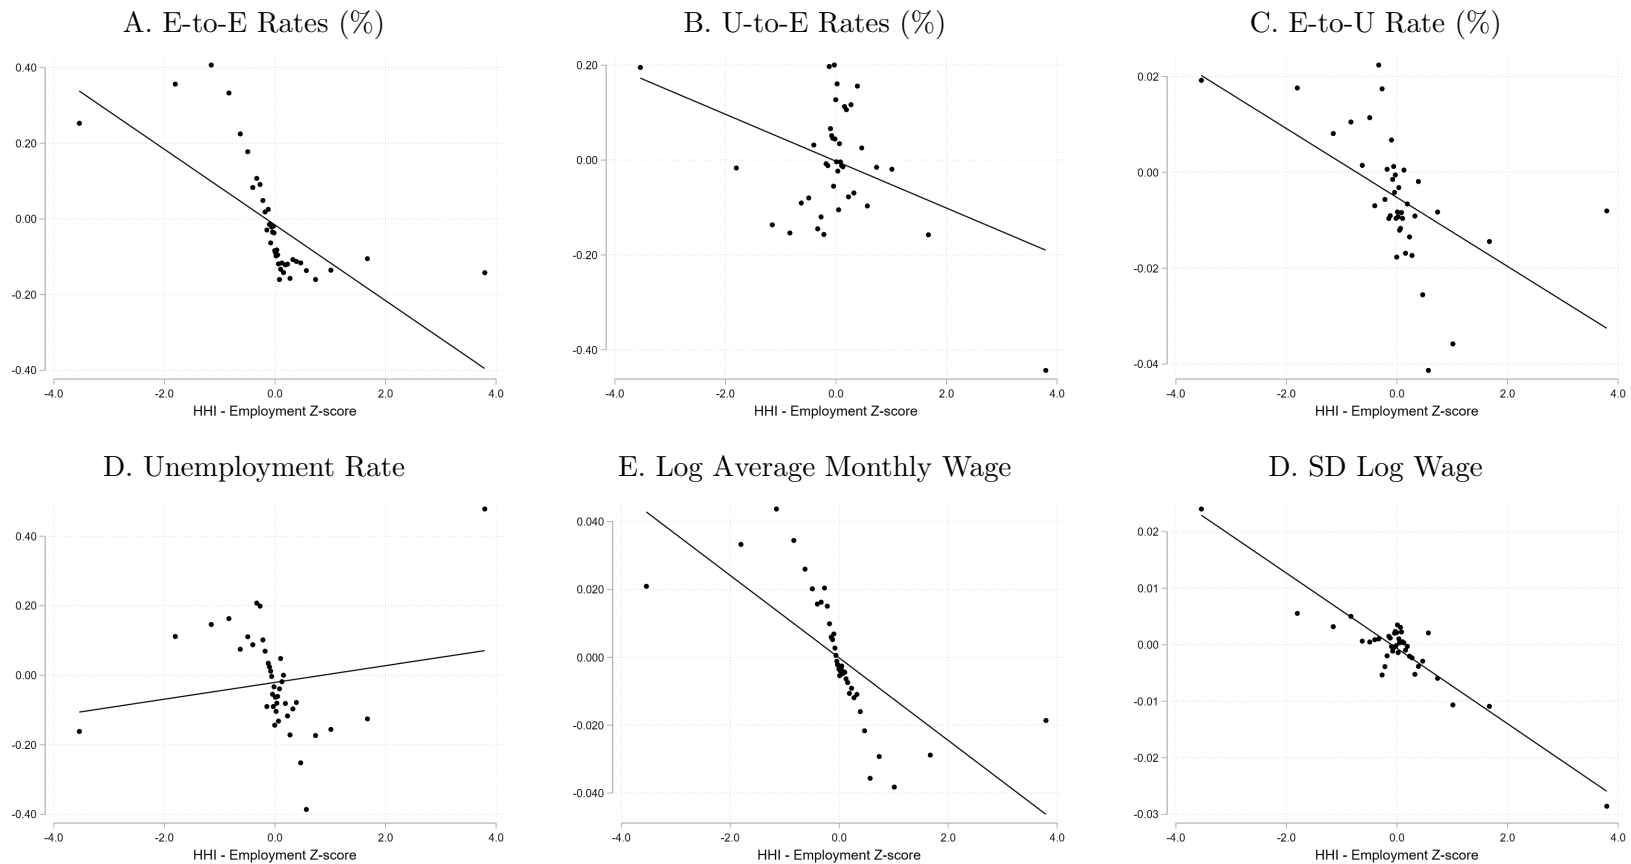 A. E-to-E Rates (%)
0.40
0.20
0.00
-0.20
-0.40
-4.0 -2.0 0.0 2.0 4.0
HHI - Employment Z-score
B. U-to-E Rates (%)
0.20
0.00
-0.20
-0.40
-4.0 -2.0 0.0 2.0 4.0
HHI - Employment Z-score
C. E-to-U Rate (%)
0.02
0.00
-0.02
-0.04
-4.0 -2.0 0.0 2.0 4.0
HHI - Employment Z-score
D. Unemployment Rate
0.40
0.20
0.00
-0.20
-0.40
-4.0 -2.0 0.0 2.0 4.0
HHI - Employment Z-score
E. Log Average Monthly Wage
0.040
0.020
0.000
-0.020
-0.040
-4.0 -2.0 0.0 2.0 4.0
HHI - Employment Z-score
D. SD Log Wage
0.02
0.01
0.00
-0.01
-0.02
-0.03
-4.0 -2.0 0.0 2.0 4.0
HHI - Employment Z-score